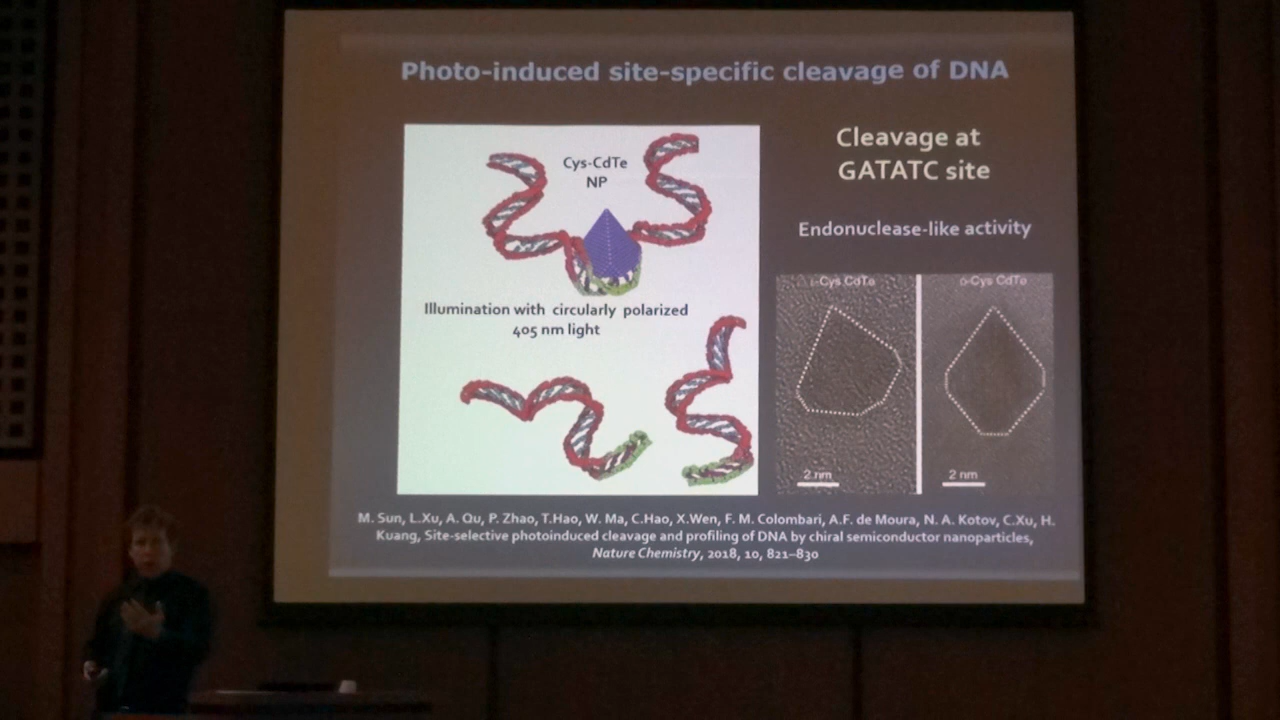 Photo-induced site-specific cleavage of DNA
Cys-CdTe
NP
Illumination with circularly polarized
405 nm light
Cleavage at
GATATC site
Endonuclease-like activity
L-Cys CdTe
D-Cys CdTe
2 nm
2 nm
M. Sun, L.Xu, A. Qu, P. Zhao, T.Hao, W. Ma, C.Hao, X.Wen, F. M. Colombari, A.F. de Moura, N. A. Kotov, C.Xu, H.
Kuang, Site-selective photoinduced cleavage and profiling of DNA by chiral semiconductor nanoparticles,
Nature Chemistry, 2018, 10, 821–830